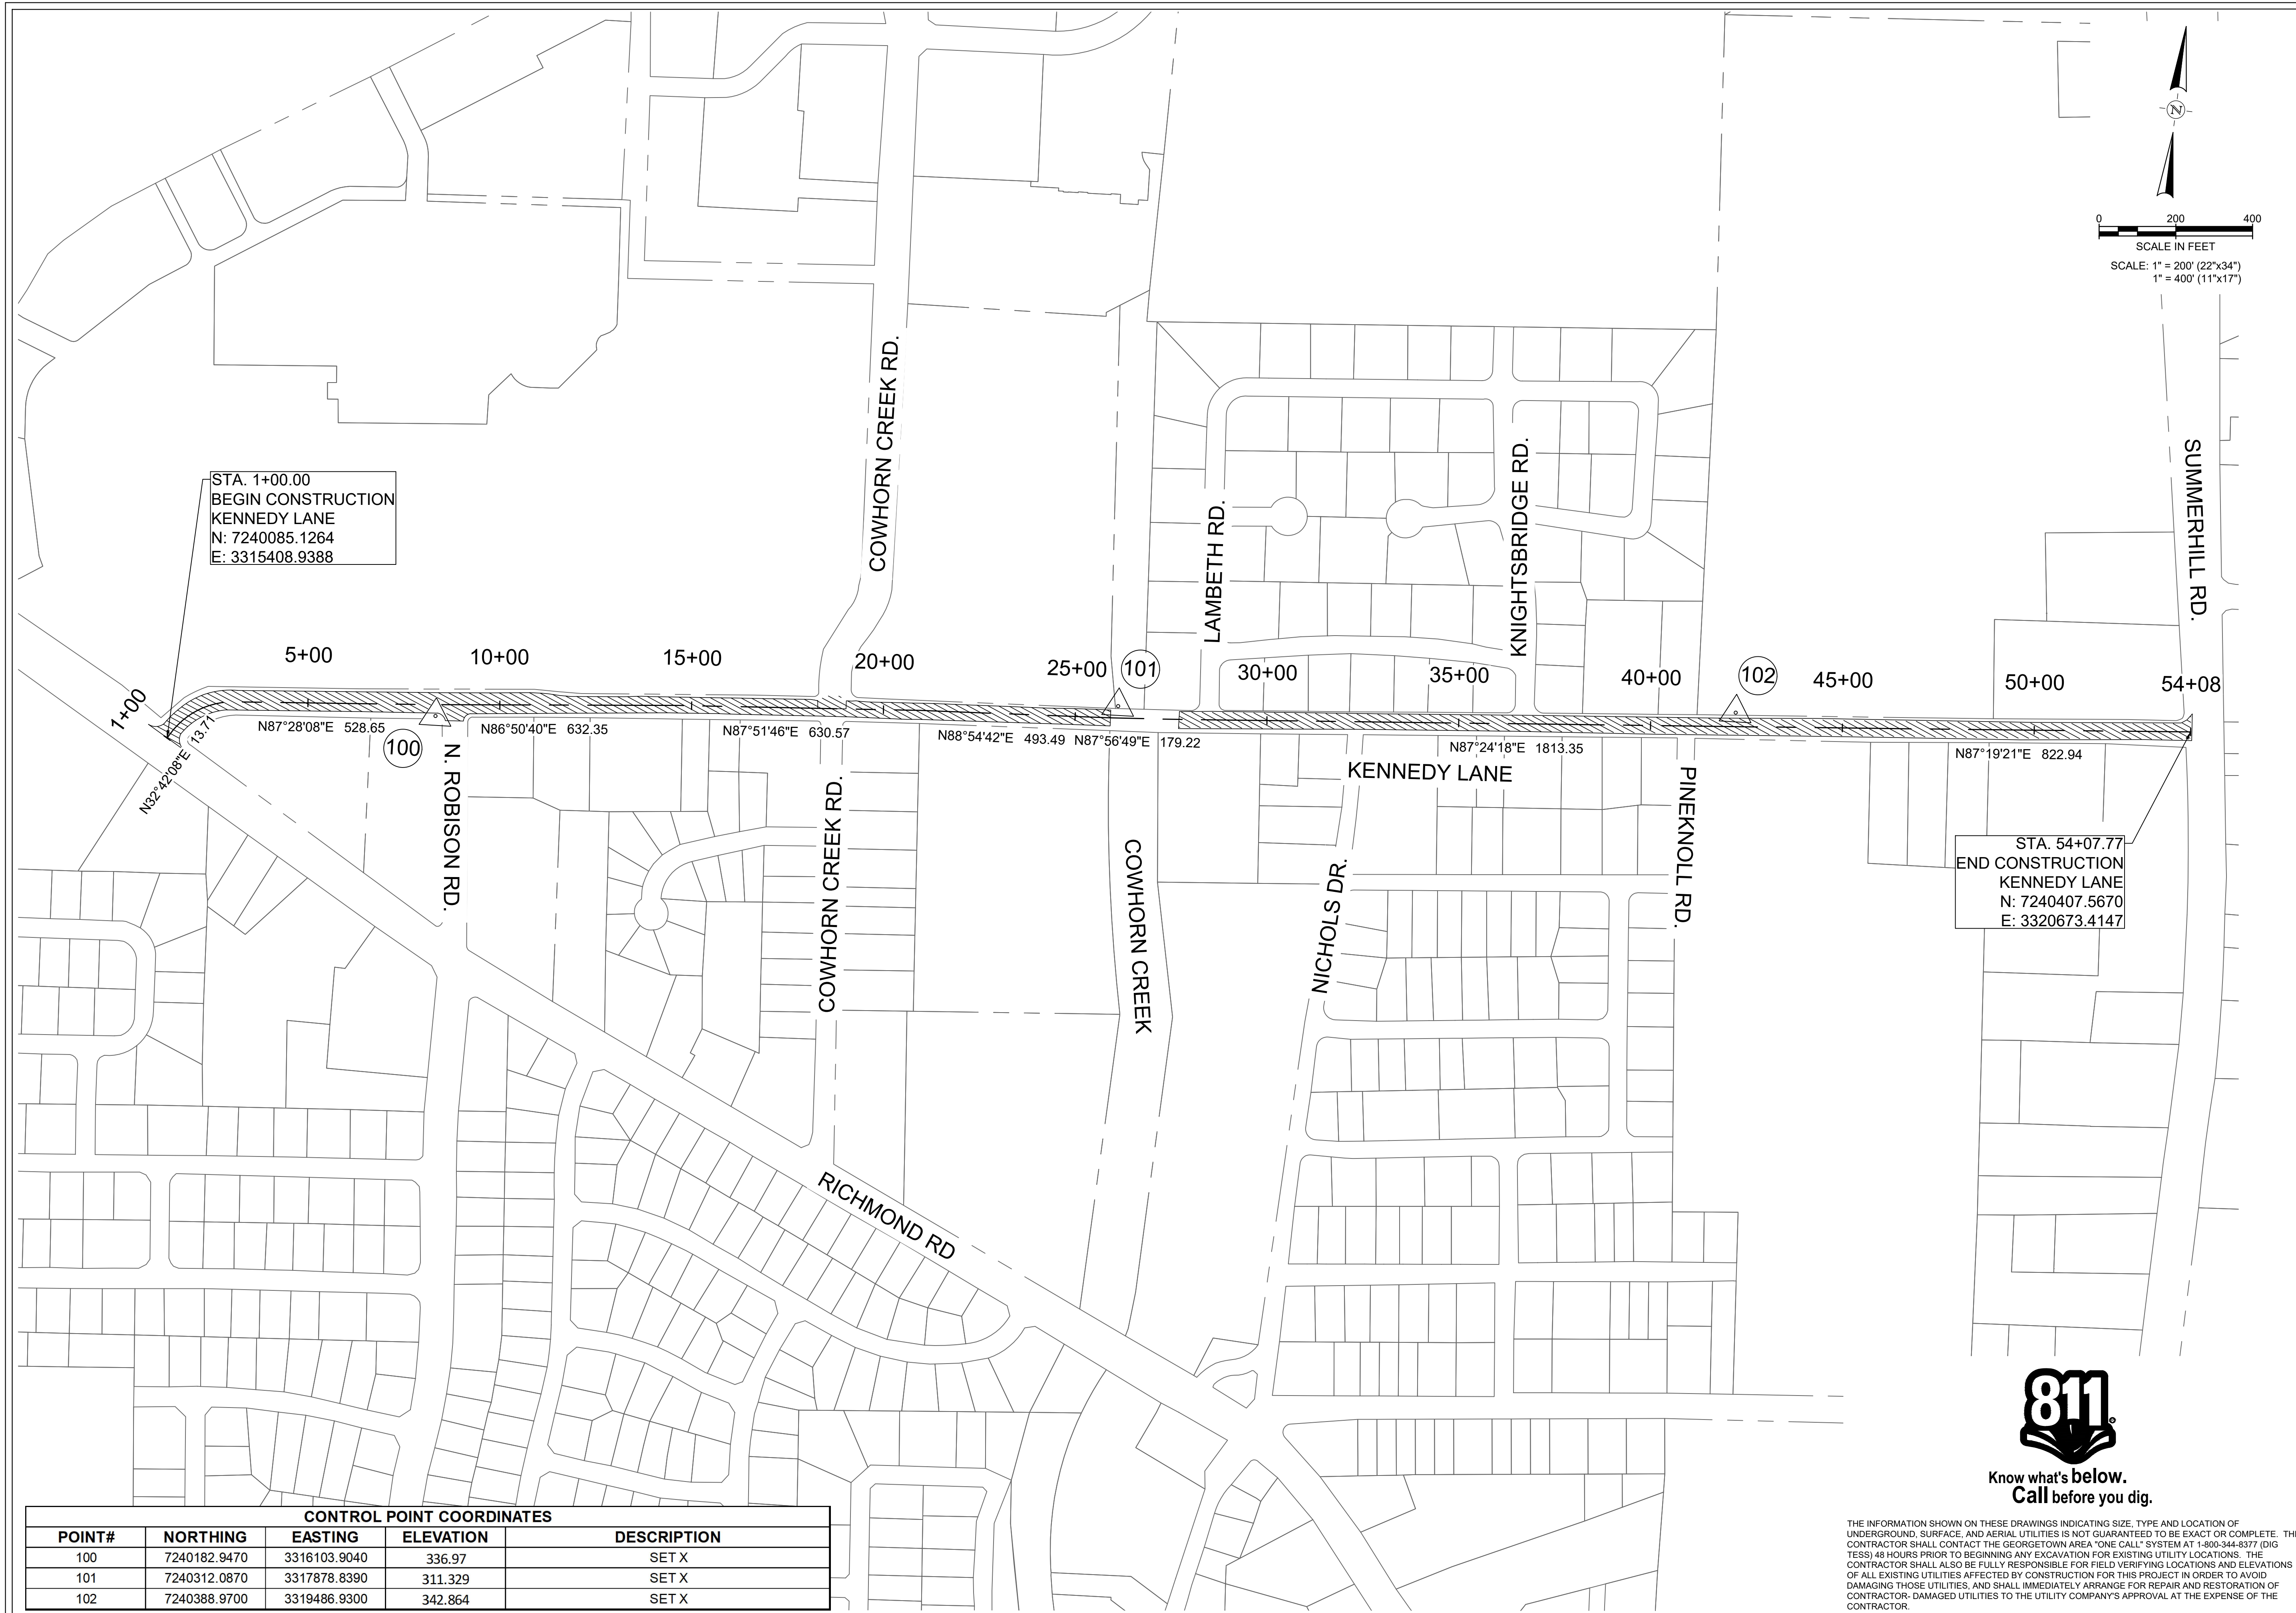 0 200 400
SCALE IN FEET
SCALE: 1" = 200' (22"x34")
1" = 400' (11"x17")
N
COWHORN CREEK RD.
LAMBETH RD.
KNIGHTSBRIDGE RD.
SUMMERHILL RD.
STA. 1+00.00
BEGIN CONSTRUCTION
KENNEDY LANE
N: 7240085.1264
E: 3315408.9388
1+00
5+00
10+00
15+00
20+00
25+00
101
30+00
35+00
40+00
102
45+00
50+00
54+08
N32°42'08"E 13.71
N87°28'08"E 528.65
100
N86°50'40"E 632.35
N87°51'46"E 630.57
N88°54'42"E 493.49
N87°56'49"E 179.22
N87°24'18"E 1813.35
N87°19'21"E 822.94
KENNEDY LANE
N. ROBISON RD.
COWHORN CREEK RD.
COWHORN CREEK
NICHOLS DR.
PINEKNOLL RD.
STA. 54+07.77
END CONSTRUCTION
KENNEDY LANE
N: 7240407.5670
E: 3320673.4147
RICHMOND RD
811
Know what's below.
Call before you dig.
CONTROL POINT COORDINATES
POINT# NORTHING EASTING ELEVATION DESCRIPTION
100 7240182.9470 3316103.9040 336.97 SET X
101 7240312.0870 3317878.8390 311.329 SET X
102 7240388.9700 3319486.9300 342.864 SET X
THE INFORMATION SHOWN ON THESE DRAWINGS INDICATING SIZE, TYPE AND LOCATION OF
UNDERGROUND, SURFACE, AND AERIAL UTILITIES IS NOT GUARANTEED TO BE EXACT OR COMPLETE. THE
CONTRACTOR SHALL CONTACT THE GEORGETOWN AREA "ONE CALL" SYSTEM AT 1-800-344-8377 (DIG
TESS) 48 HOURS PRIOR TO BEGINNING ANY EXCAVATION FOR EXISTING UTILITY LOCATIONS. THE
CONTRACTOR SHALL ALSO BE FULLY RESPONSIBLE FOR FIELD VERIFYING LOCATIONS AND ELEVATIONS
OF ALL EXISTING UTILITIES AFFECTED BY CONSTRUCTION FOR THIS PROJECT IN ORDER TO AVOID
DAMAGING THOSE UTILITIES, AND SHALL IMMEDIATELY ARRANGE FOR REPAIR AND RESTORATION OF
CONTRACTOR- DAMAGED UTILITIES TO THE UTILITY COMPANY'S APPROVAL AT THE EXPENSE OF THE
CONTRACTOR.